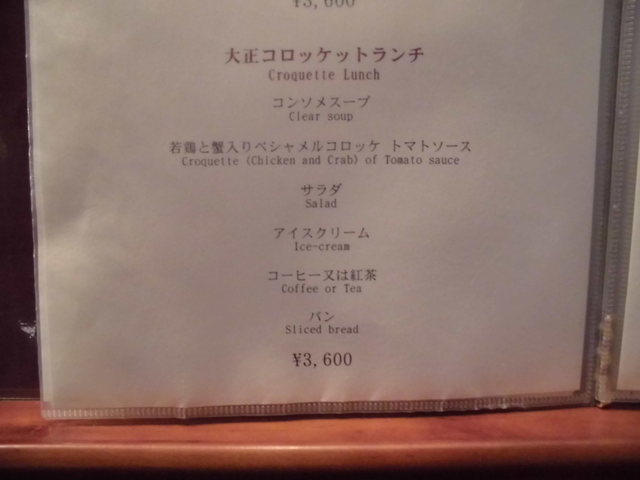 ¥3,600
大正コロッケットランチ
Croquette Lunch
コンソメスープ
Clear soup
若鶏と蟹入りベシャメルコロッケ トマトソース
Croquette (Chicken and Crab) of Tomato sauce
サラダ
Salad
アイスクリーム
Ice-cream
コーヒー又は紅茶
Coffee or Tea
パン
Sliced bread
¥3,600